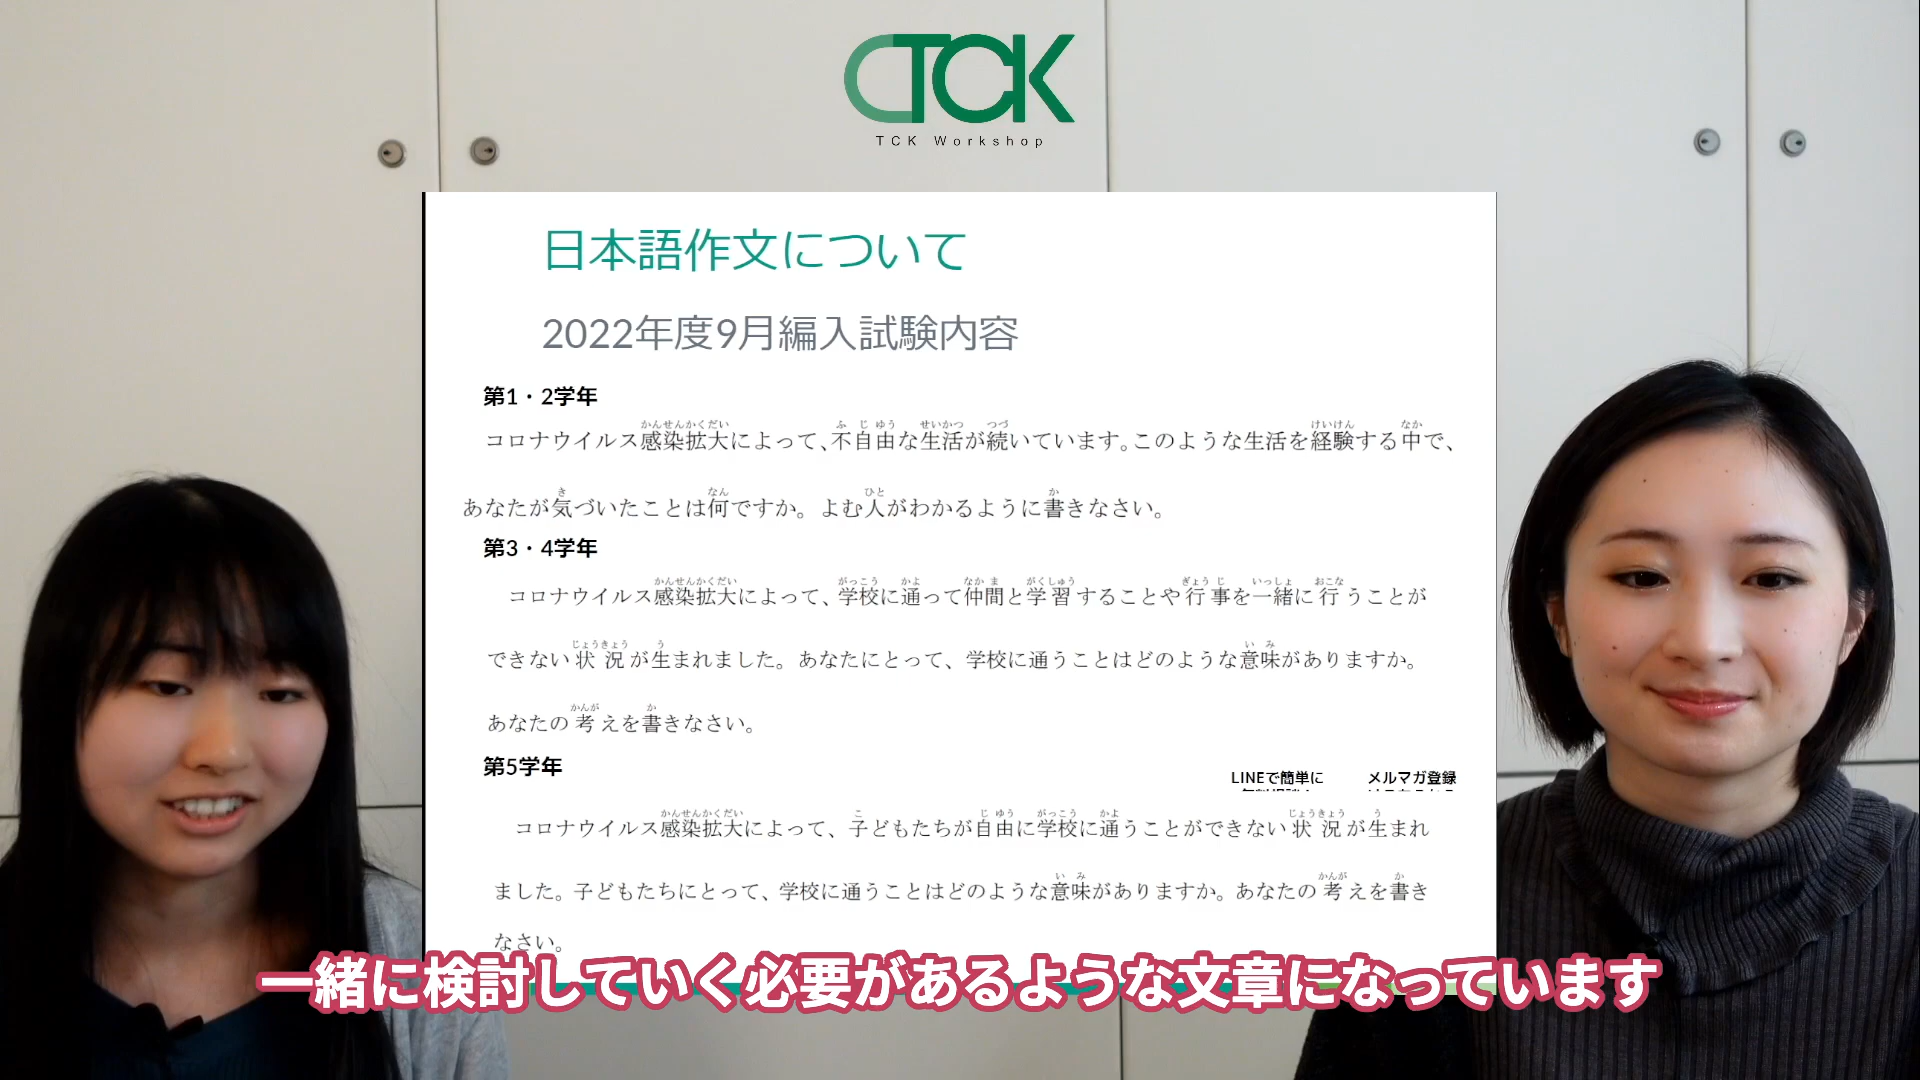 TCK
TCK Workshop
日本語作文について
2022年度9月編入試験内容
第1・2学年
コロナウイルス感染拡大によって、不自由な生活が続いています。このような生活を経験する中で、
あなたが気づいたことは何ですか。よむ人がわかるように書きなさい。
第3・4学年
コロナウイルス感染拡大によって、学校に通って仲間と学習することや行事を一緒に行うことが
できない状況が生まれました。あなたにとって、学校に通うことはどのような意味がありますか。
あなたの考えを書きなさい。
第5学年
LINEで簡単に
メルマガ登録
コロナウイルス感染拡大によって、子どもたちが自由に学校に通うことができない状況が生まれ
ました。子どもたちにとって、学校に通うことはどのような意味がありますか。あなたの考えを書き
なさい。
一緒に検討していく必要があるような文章になっています